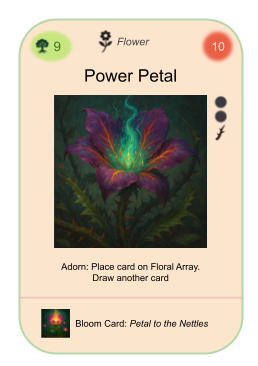 9
Flower
10
Power Petal
Adorn: Place card on Floral Array.
Draw another card
Bloom Card: Petal to the Nettles